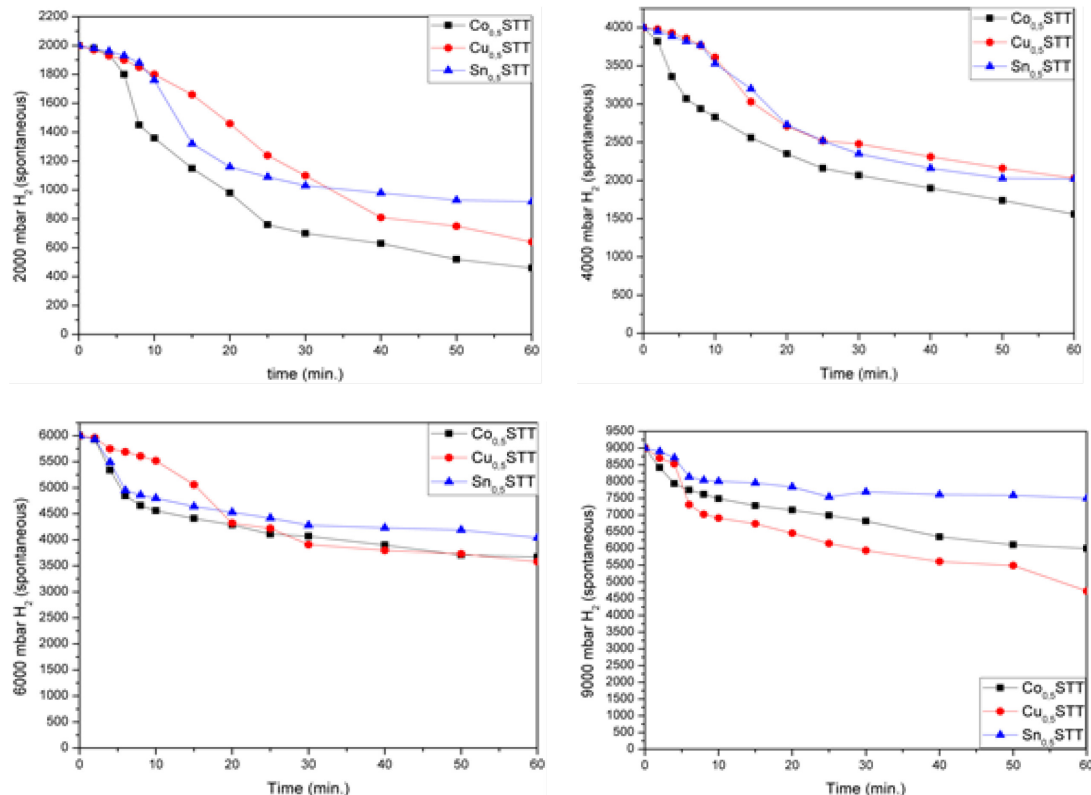 2000 mbar H₂ (spontaneous)
2200
2000
1800
1600
1400
1200
1000
800
600
400
200
0
Co₀,₅STT
Cu₀,₅STT
Sn₀,₅STT
0 10 20 30 40 50 60
time (min.)
4000 mbar H₂ (spontaneous)
4000
3500
3000
2500
2000
1500
1000
500
0
Co₀,₅STT
Cu₀,₅STT
Sn₀,₅STT
0 10 20 30 40 50 60
Time (min.)
6000 mbar H₂ (spontaneous)
6000
5500
5000
4500
4000
3500
3000
2500
2000
1500
1000
500
0
Co₀,₅STT
Cu₀,₅STT
Sn₀,₅STT
0 10 20 30 40 50 60
Time (min.)
9000 mbar H₂ (spontaneous)
9500
9000
8500
8000
7500
7000
6500
6000
5500
5000
4500
4000
3500
3000
2500
2000
1500
1000
500
0
Co₀,₅STT
Cu₀,₅STT
Sn₀,₅STT
0 10 20 30 40 50 60
Time (min.)